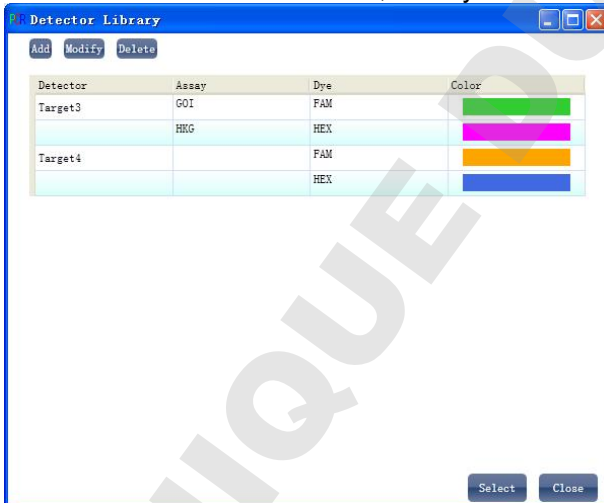 Detector Library
Add Modify Delete
Detector Assay Dye Color
Target3 GOI FAM
HKG HEX
Target4 FAM
HEX
Select Close